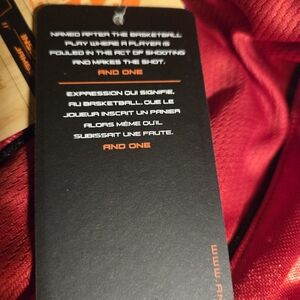 NAMED AFTER THE BASKETBALL
PLAY WHERE A PLAYER IS
FOULED IN THE ACT OF SHOOTING
AND MAKES THE SHOT.
AND ONE
EXPRESSION QUI SIGNIFIE,
AU BASKETBALL, QUE LE
JOUEUR INSCRIT UN PANIER
ALORS MÊME QU'IL
SUBISSAIT UNE FAUTE.
AND ONE